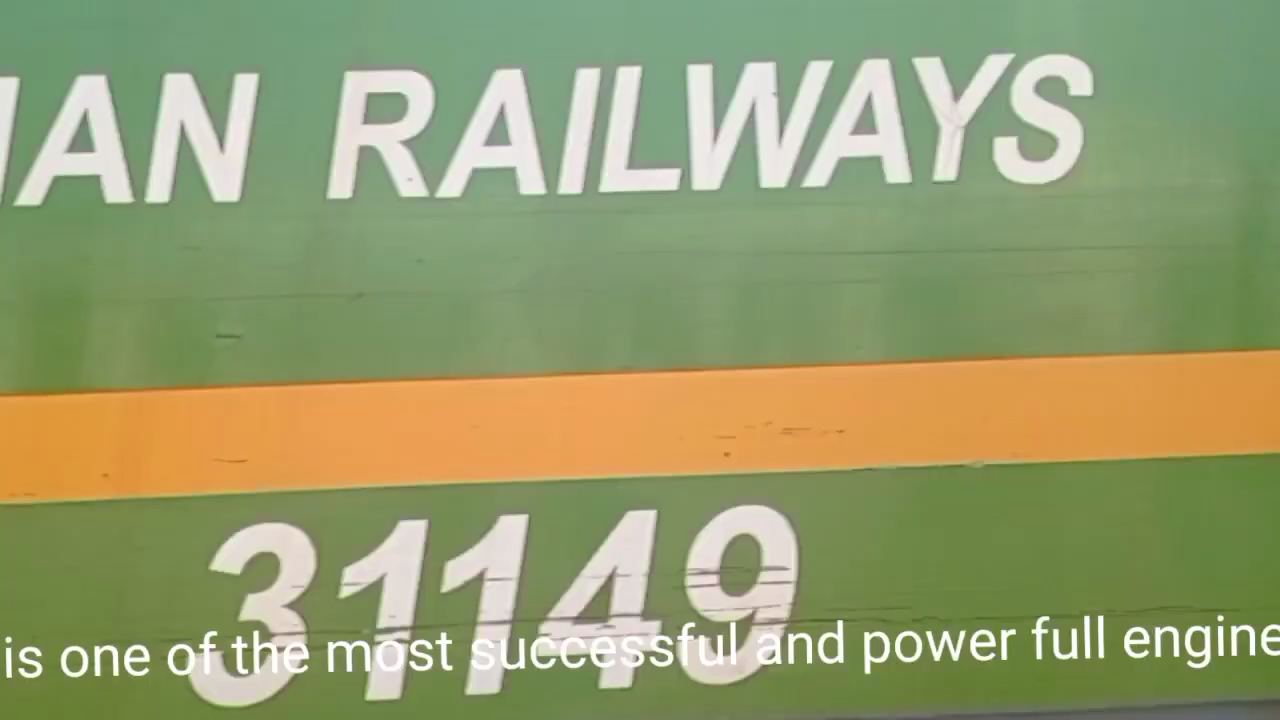 IAN RAILWAYS
31149
is one of the most successful and power full engine